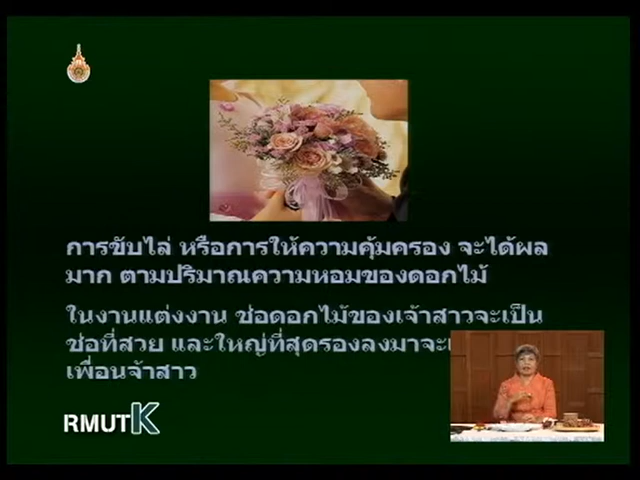 การขับไล่ หรือการให้ความคุ้มครอง จะได้ผล
มาก ตามปริมาณความหอมของดอกไม้
ในงานแต่งงาน ช่อดอกไม้ของเจ้าสาวจะเป็น
ช่อที่สวย และใหญ่ที่สุดรองลงมาจะ
เพื่อนจ้าสาว
RMUTK